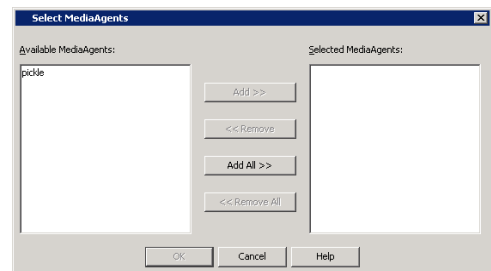 Select MediaAgents
Available MediaAgents:
Selected MediaAgents:
pickle
Add >>
<< Remove
Add All >>
<< Remove All
OK
Cancel
Help